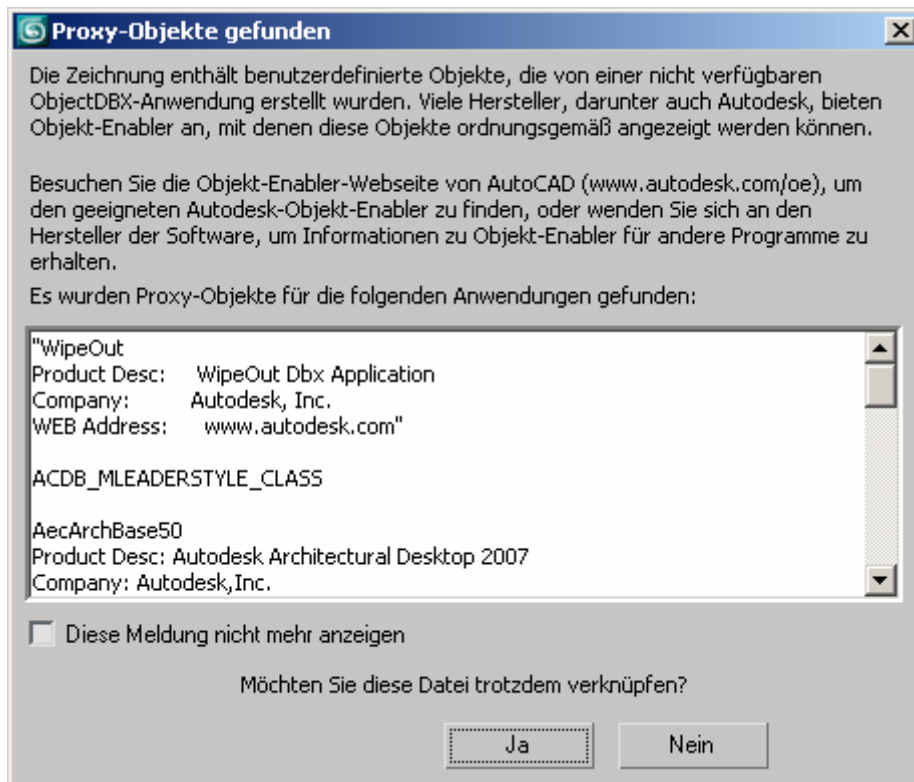 Proxy-Objekte gefunden
Die Zeichnung enthält benutzerdefinierte Objekte, die von einer nicht verfügbaren
ObjectDBX-Anwendung erstellt wurden. Viele Hersteller, darunter auch Autodesk, bieten
Objekt-Enabler an, mit denen diese Objekte ordnungsgemäß angezeigt werden können.
Besuchen Sie die Objekt-Enabler-Webseite von AutoCAD (www.autodesk.com/oe), um
den geeigneten Autodesk-Objekt-Enabler zu finden, oder wenden Sie sich an den
Hersteller der Software, um Informationen zu Objekt-Enabler für andere Programme zu
erhalten.
Es wurden Proxy-Objekte für die folgenden Anwendungen gefunden:
"WipeOut
Product Desc: WipeOut Dbx Application
Company: Autodesk, Inc.
WEB Address: www.autodesk.com"
ACDB_MLEADERSTYLE_CLASS
AecArchBase50
Product Desc: Autodesk Architectural Desktop 2007
Company: Autodesk,Inc.
Diese Meldung nicht mehr anzeigen
Möchten Sie diese Datei trotzdem verknüpfen?
Ja Nein